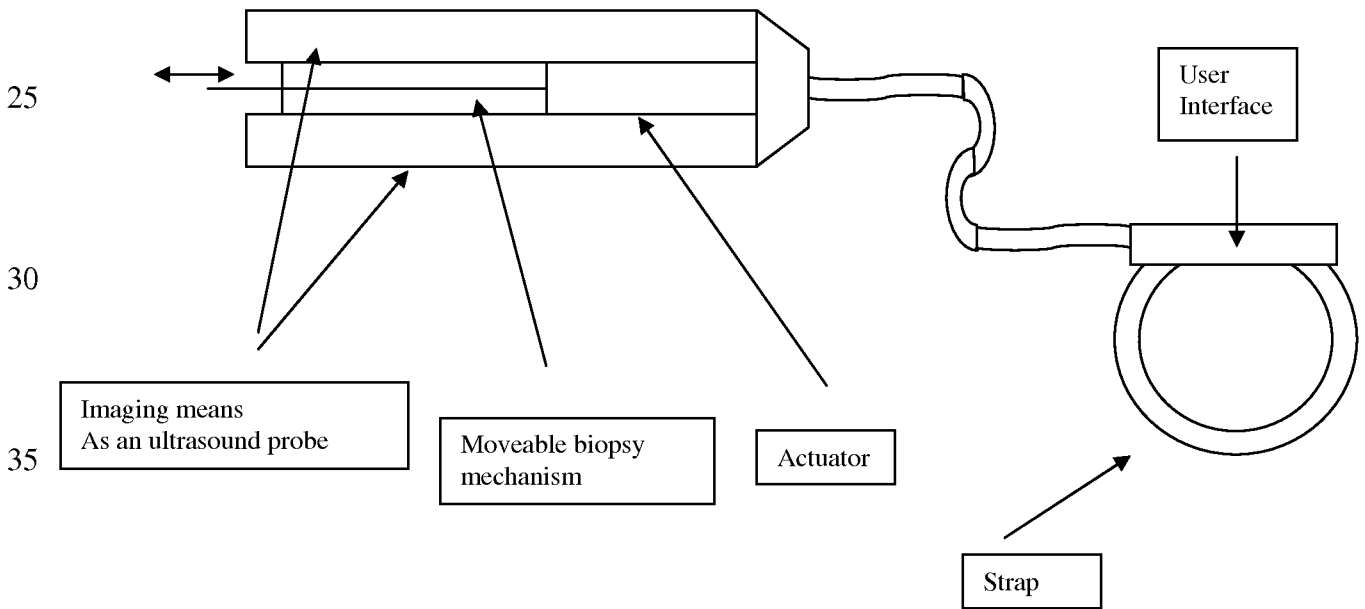 25
User
Interface
30
Imaging means
As an ultrasound probe
Moveable biopsy
mechanism
Actuator
35
Strap